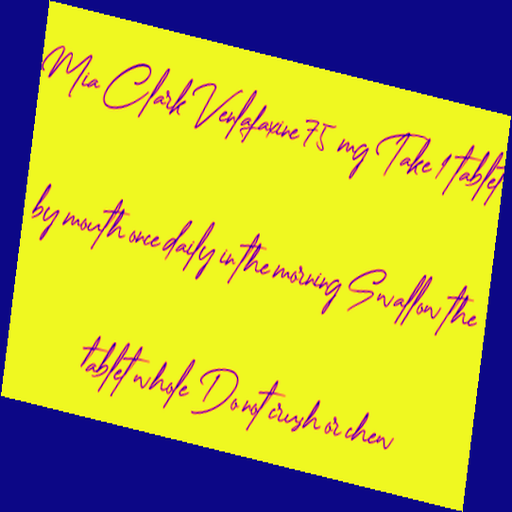 Mia Clark Venlafaxine 75 mg Take 1 tablet
by mouth once daily in the morning Swallow the
tablet whole Do not crush or chew